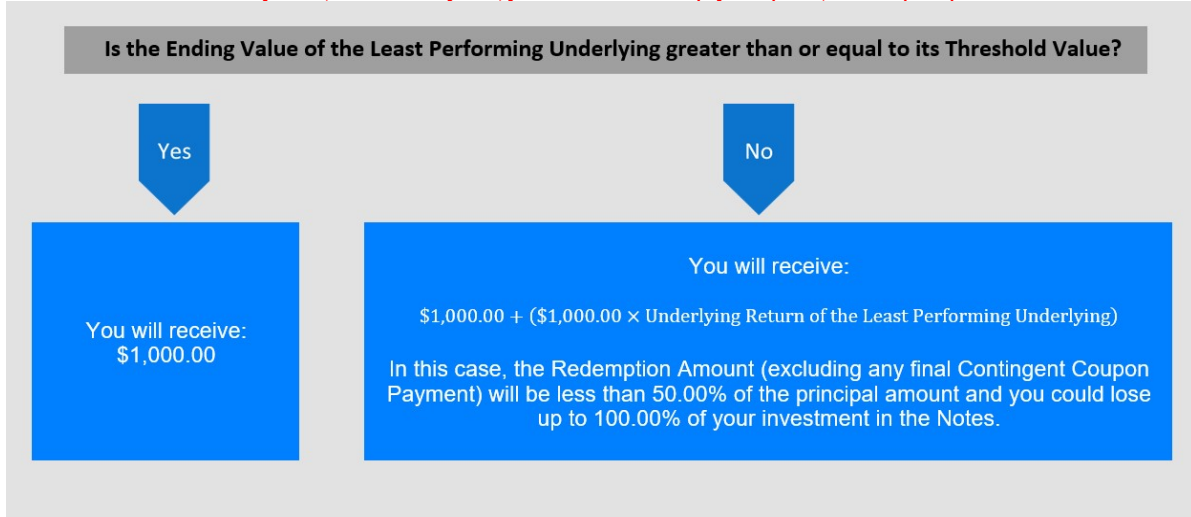 Is the Ending Value of the Least Performing Underlying greater than or equal to its Threshold Value?
Yes
No
You will receive:
$1,000.00
You will receive:
$1,000.00 + ($1,000.00 × Underlying Return of the Least Performing Underlying)
In this case, the Redemption Amount (excluding any final Contingent Coupon
Payment) will be less than 50.00% of the principal amount and you could lose
up to 100.00% of your investment in the Notes.